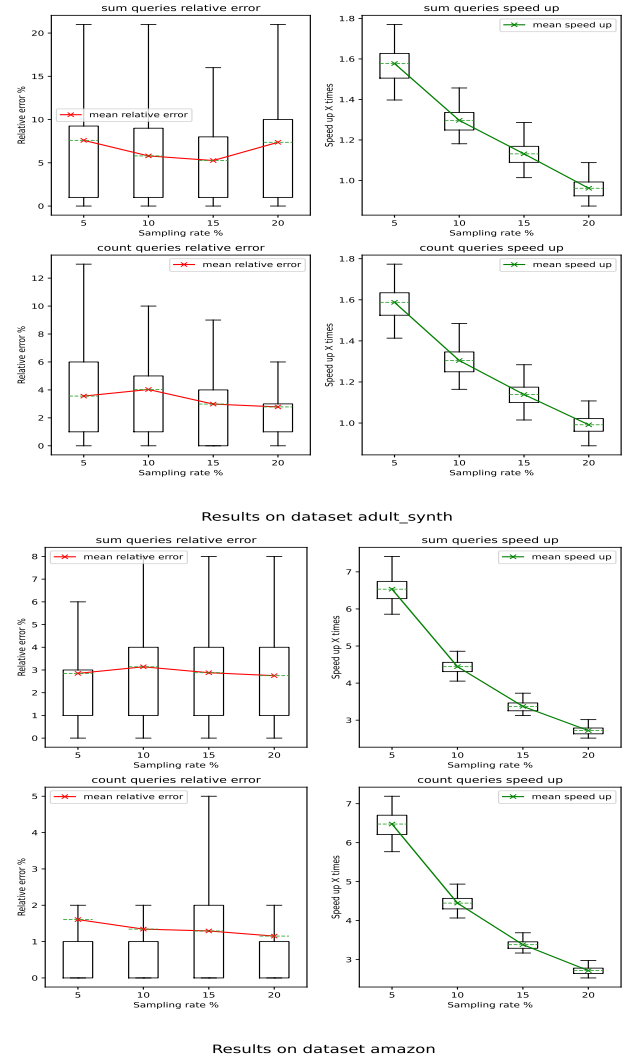 sum queries relative error
20
15
10
5
0
Relative error %
mean relative error
5 10 15 20
Sampling rate %
sum queries speed up
1.8
1.6
1.4
1.2
1.0
Speed up X times
mean speed up
5 10 15 20
Sampling rate %
count queries relative error
12
10
8
6
4
2
0
Relative error %
mean relative error
5 10 15 20
Sampling rate %
count queries speed up
1.8
1.6
1.4
1.2
1.0
Speed up X times
mean speed up
5 10 15 20
Sampling rate %
Results on dataset adult_synth
sum queries relative error
8
7
6
5
4
3
2
1
0
Relative error %
mean relative error
5 10 15 20
Sampling rate %
sum queries speed up
7
6
5
4
3
Speed up X times
mean speed up
5 10 15 20
Sampling rate %
count queries relative error
5
4
3
2
1
0
Relative error %
mean relative error
5 10 15 20
Sampling rate %
count queries speed up
7
6
5
4
3
Speed up X times
mean speed up
5 10 15 20
Sampling rate %
Results on dataset amazon